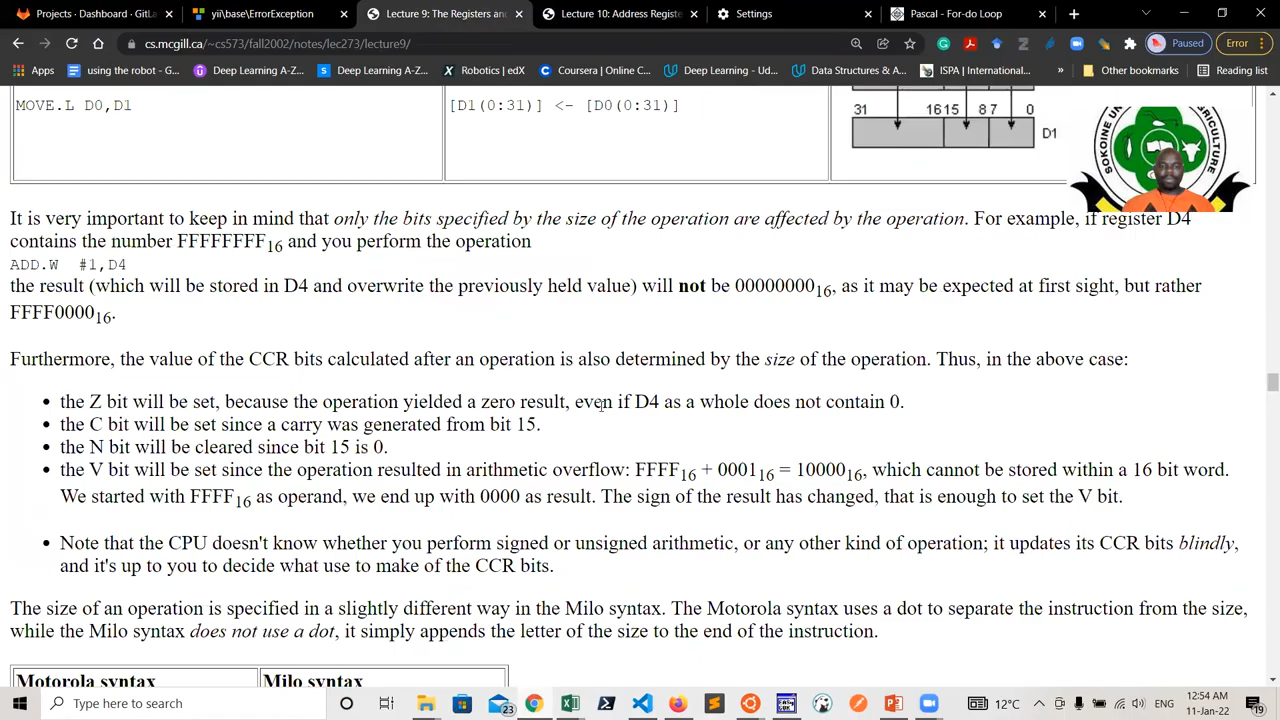 Projects · Dashboard · GitLa
yii\base\ErrorException
Lecture 9: The Registers and
Lecture 10: Address Registe
Settings
Pascal - For-do Loop
cs.mcgill.ca/~cs573/fall2002/notes/lec273/lecture9/
Paused
Error
Apps
using the robot - G...
Deep Learning A-Z...
Deep Learning A-Z...
Robotics | edX
Coursera | Online C...
Deep Learning - Ud...
Data Structures & A...
ISPA | International...
»
Other bookmarks
Reading list
MOVE.L D0,D1
[D1(0:31)] <- [D0(0:31)]
31 16 15 8 7 0
D1
SOKOINE UNIVERSITY AGRICULTURE
It is very important to keep in mind that only the bits specified by the size of the operation are affected by the operation. For example, if register D4
contains the number FFFFFFFF16 and you perform the operation
ADD.W #1,D4
the result (which will be stored in D4 and overwrite the previously held value) will not be 0000000016, as it may be expected at first sight, but rather
FFFF000016.
Furthermore, the value of the CCR bits calculated after an operation is also determined by the size of the operation. Thus, in the above case:
• the Z bit will be set, because the operation yielded a zero result, even if D4 as a whole does not contain 0.
• the C bit will be set since a carry was generated from bit 15.
• the N bit will be cleared since bit 15 is 0.
• the V bit will be set since the operation resulted in arithmetic overflow: FFFF16 + 000116 = 1000016, which cannot be stored within a 16 bit word.
We started with FFFF16 as operand, we end up with 0000 as result. The sign of the result has changed, that is enough to set the V bit.
• Note that the CPU doesn't know whether you perform signed or unsigned arithmetic, or any other kind of operation; it updates its CCR bits blindly,
and it's up to you to decide what use to make of the CCR bits.
The size of an operation is specified in a slightly different way in the Milo syntax. The Motorola syntax uses a dot to separate the instruction from the size,
while the Milo syntax does not use a dot, it simply appends the letter of the size to the end of the instruction.
Motorola syntax
Milo syntax
Type here to search
23
12°C
ENG
12:54 AM
11-Jan-22
19